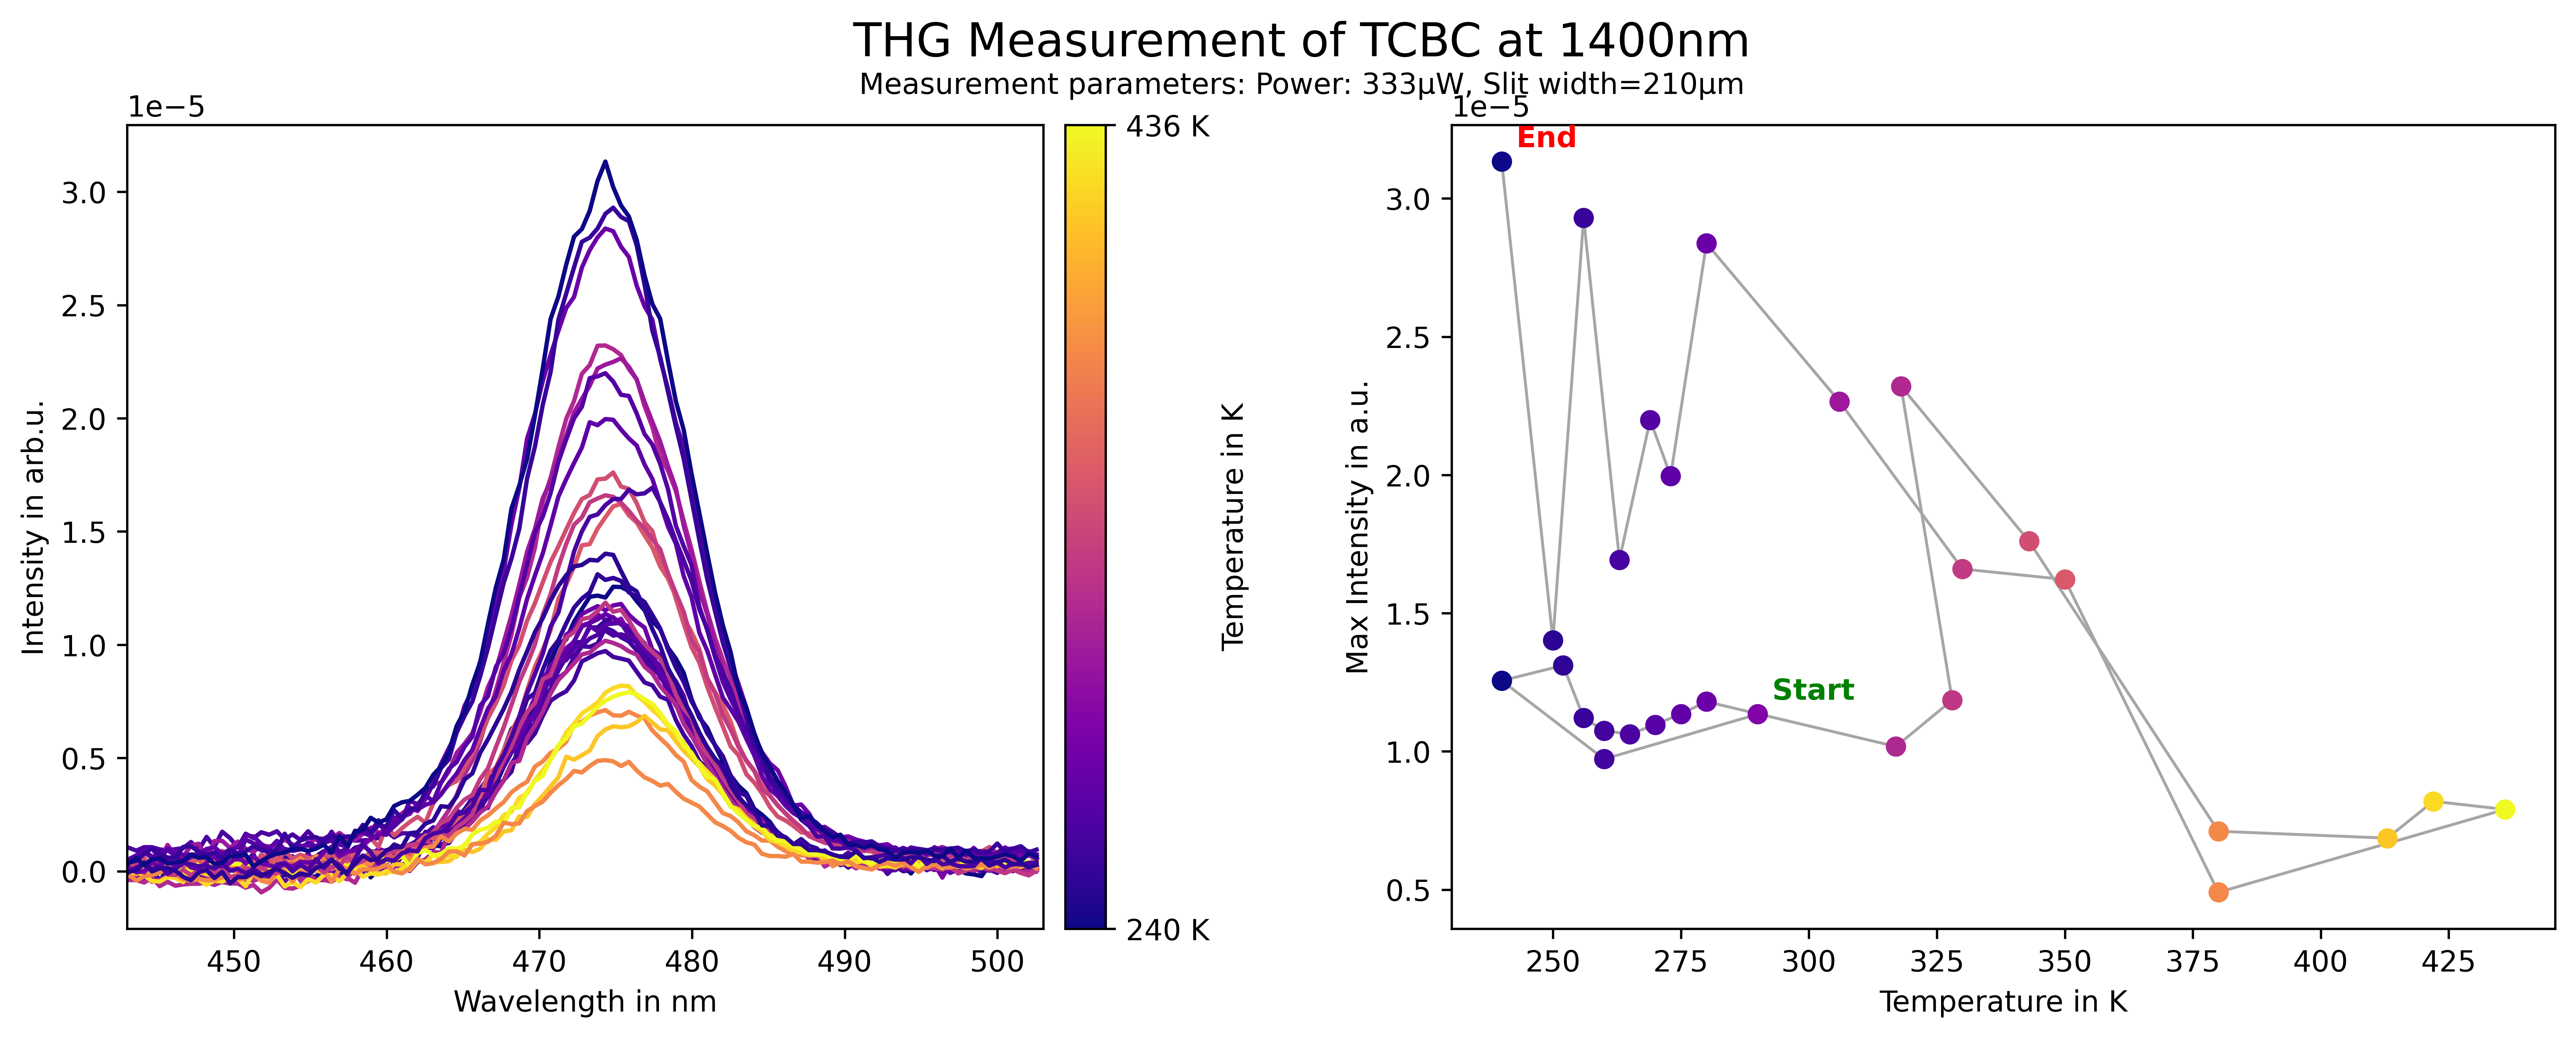 THG Measurement of TCBC at 1400nm
Measurement parameters: Power: 333μW, Slit width=210μm
1e−5
3.0
2.5
2.0
1.5
1.0
0.5
0.0
Intensity in arb.u.
450 460 470 480 490 500
Wavelength in nm
436 K
240 K
Temperature in K
1e−5
End
Start
3.0
2.5
2.0
1.5
1.0
0.5
Max Intensity in a.u.
250 275 300 325 350 375 400 425
Temperature in K